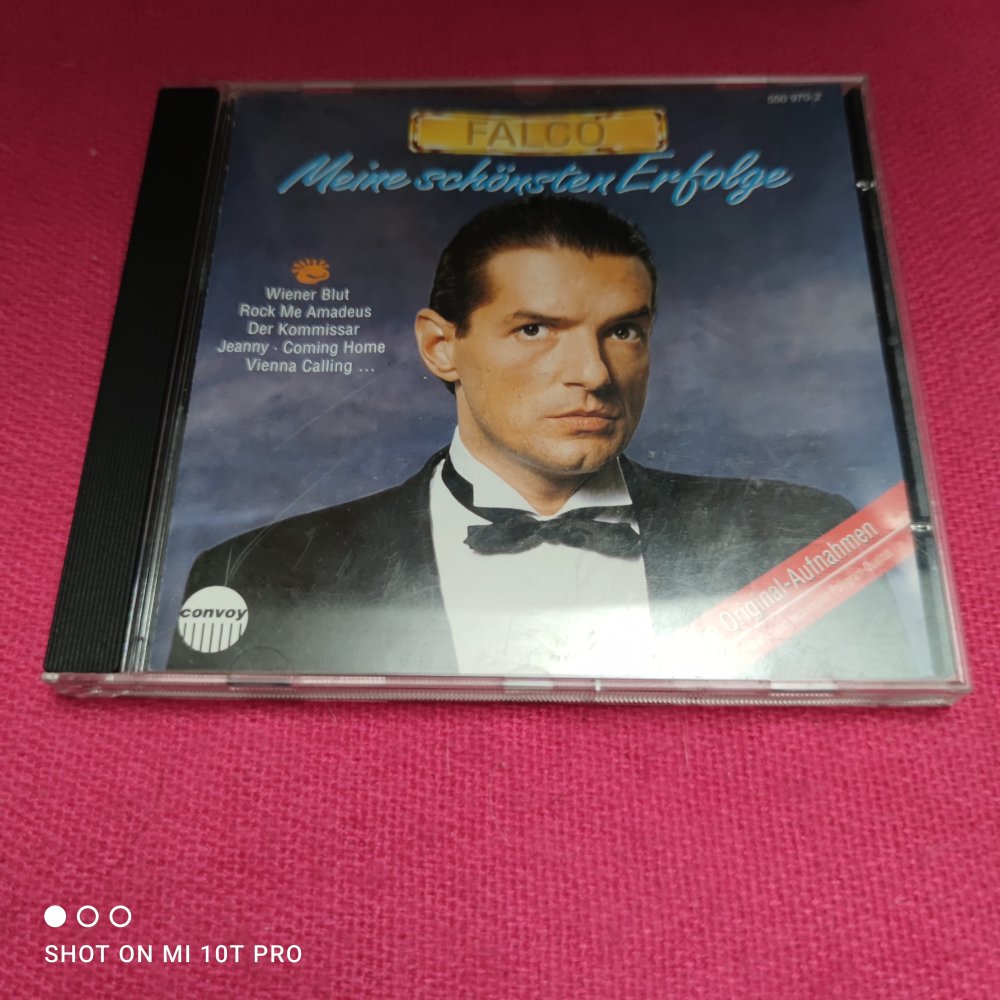 550 970-2
FALCO
Meine schönsten Erfolge
Wiener Blut
Rock Me Amadeus
Der Kommissar
Jeanny · Coming Home
Vienna Calling ...
convoy
Original-Aufnahmen
Qualität
SHOT ON MI 10T PRO